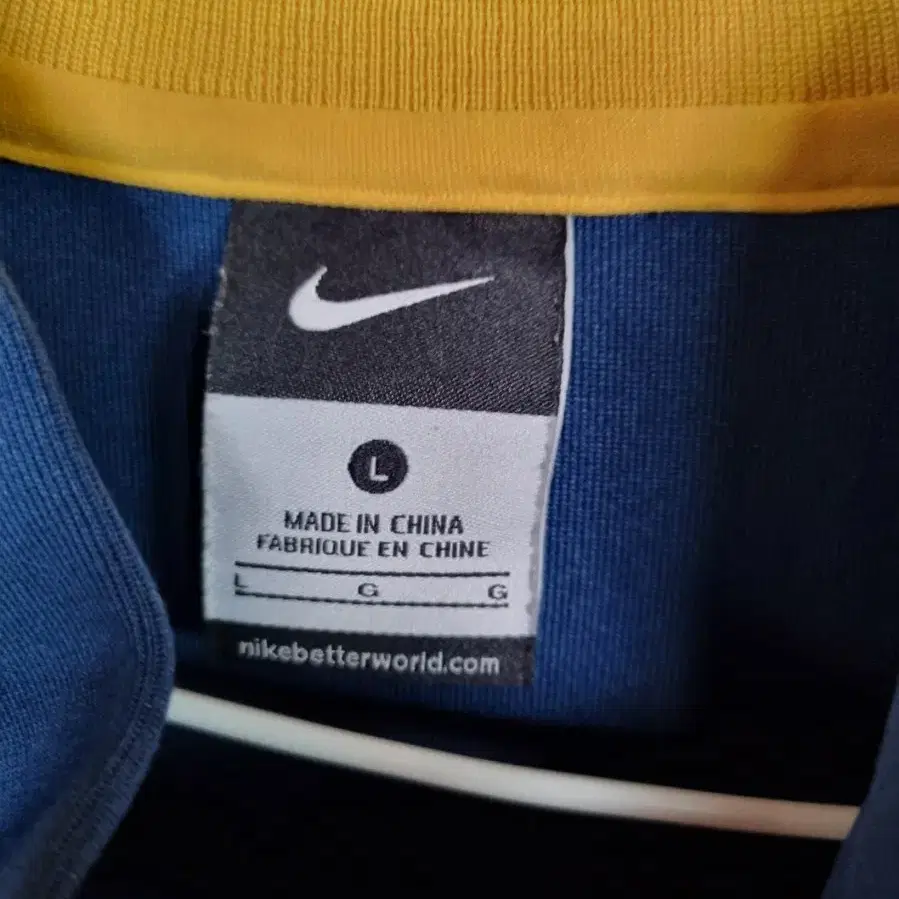 L
MADE IN CHINA
FABRIQUE EN CHINE
L G G
nikebetterworld.com